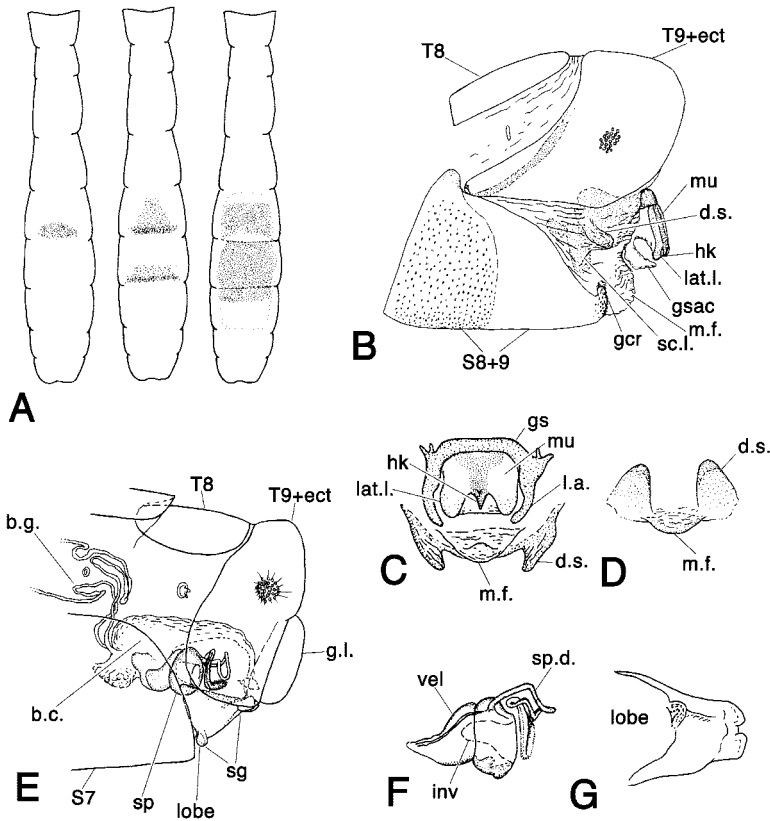 A
T8
T9+ect
mu
d.s.
hk
lat.l.
gsac
m.f.
sc.l.
gcr
S8+9
B
gs
mu
hk
lat.l.
l.a.
d.s.
m.f.
C
d.s.
m.f.
D
T8
T9+ect
b.g.
g.l.
b.c.
S7
sp
lobe
sg
E
vel
sp.d.
inv
F
lobe
G